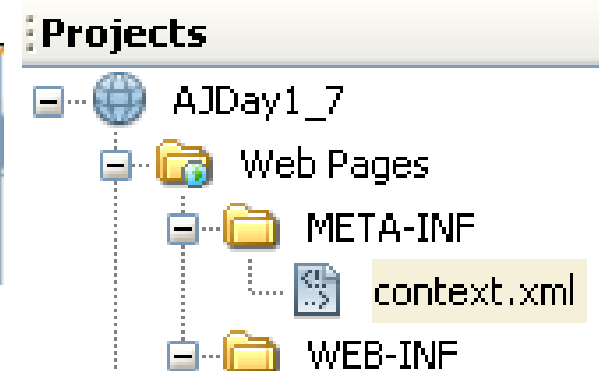 Projects
AJDay1_7
Web Pages
META-INF
context.xml
WEB-INF